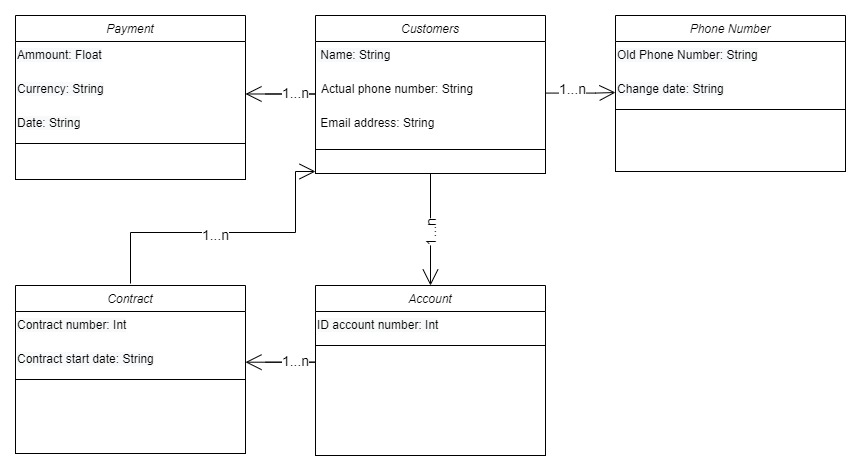 Payment
Ammount: Float
Currency: String
Date: String
1...n
Customers
Name: String
Actual phone number: String
Email address: String
1...n
Phone Number
Old Phone Number: String
Change date: String
1...n
1...n
Contract
Contract number: Int
Contract start date: String
1...n
Account
ID account number: Int